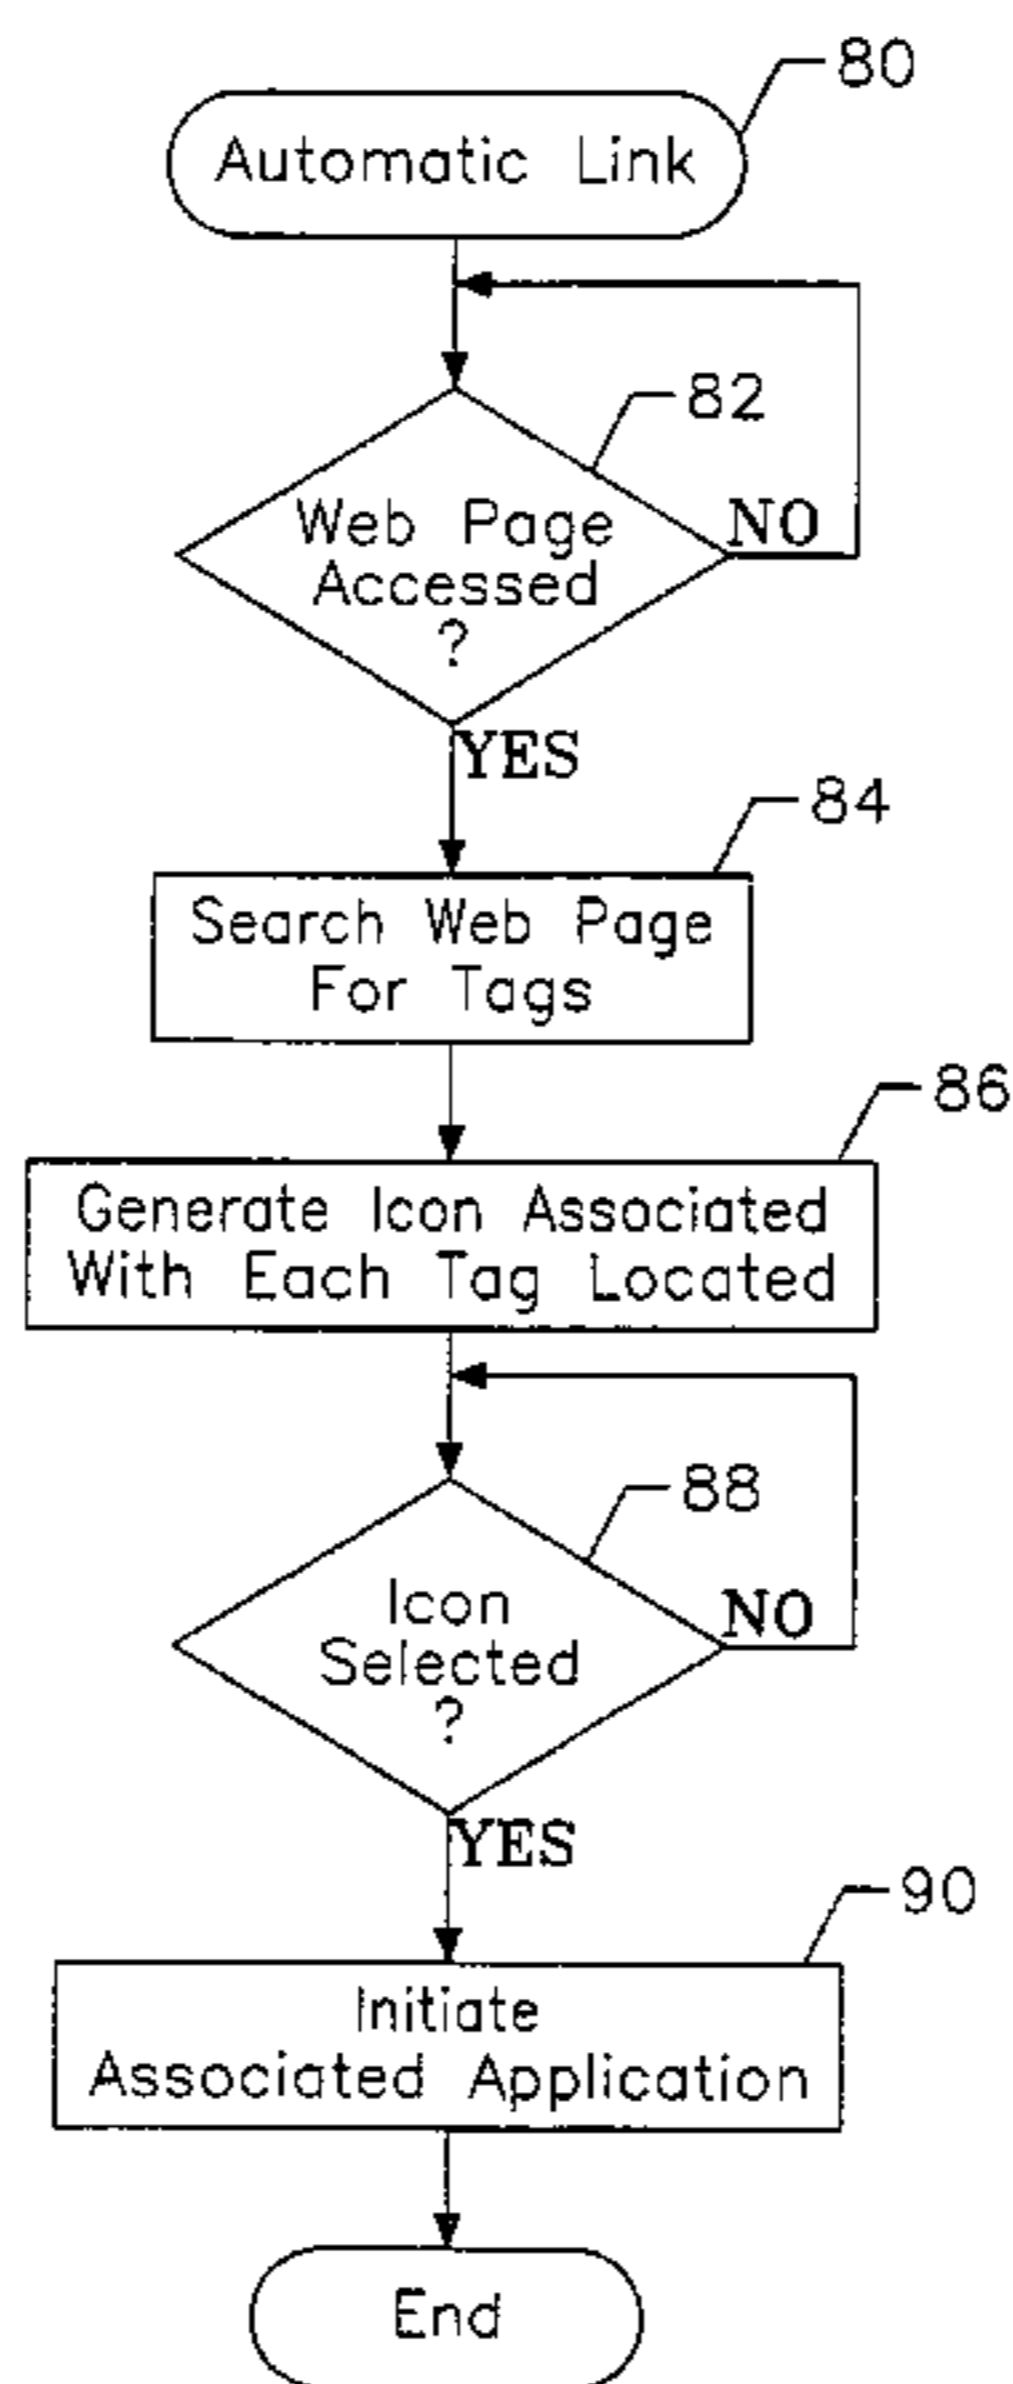 80
Automatic Link
82
Web Page
Accessed
?
NO
YES
84
Search Web Page
For Tags
86
Generate Icon Associated
With Each Tag Located
88
Icon
Selected
?
NO
YES
90
Initiate
Associated Application
End